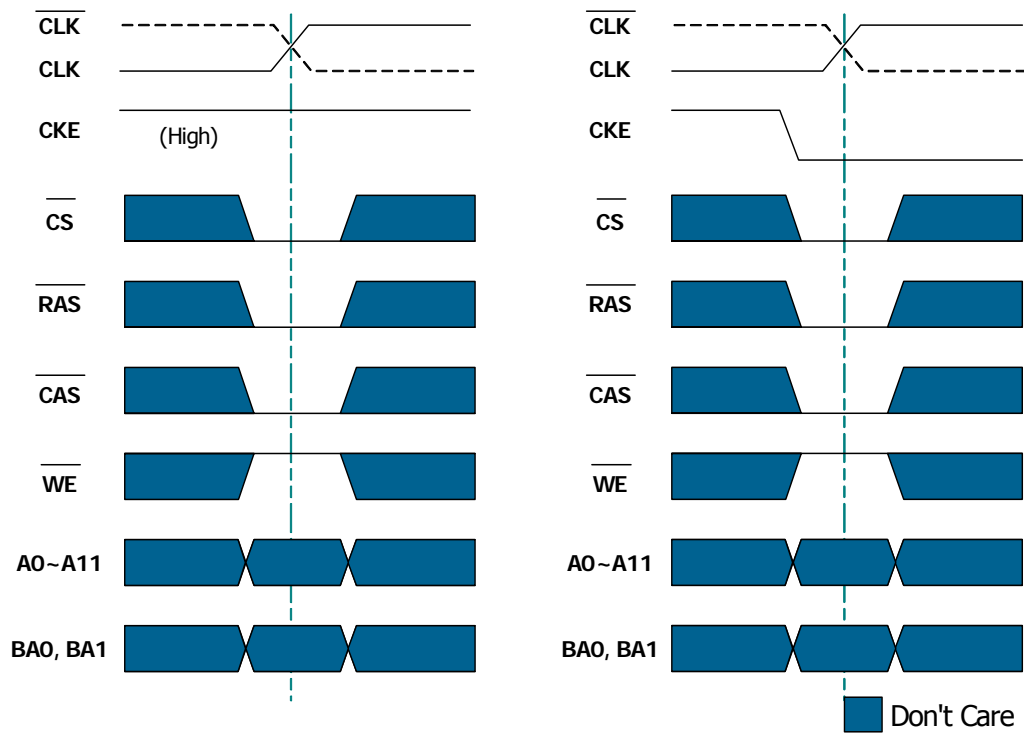 CLK CLK
CLK CLK
CKE (High) CKE
CS CS
RAS RAS
CAS CAS
WE WE
A0~A11 A0~A11
BA0, BA1 BA0, BA1
Don't Care